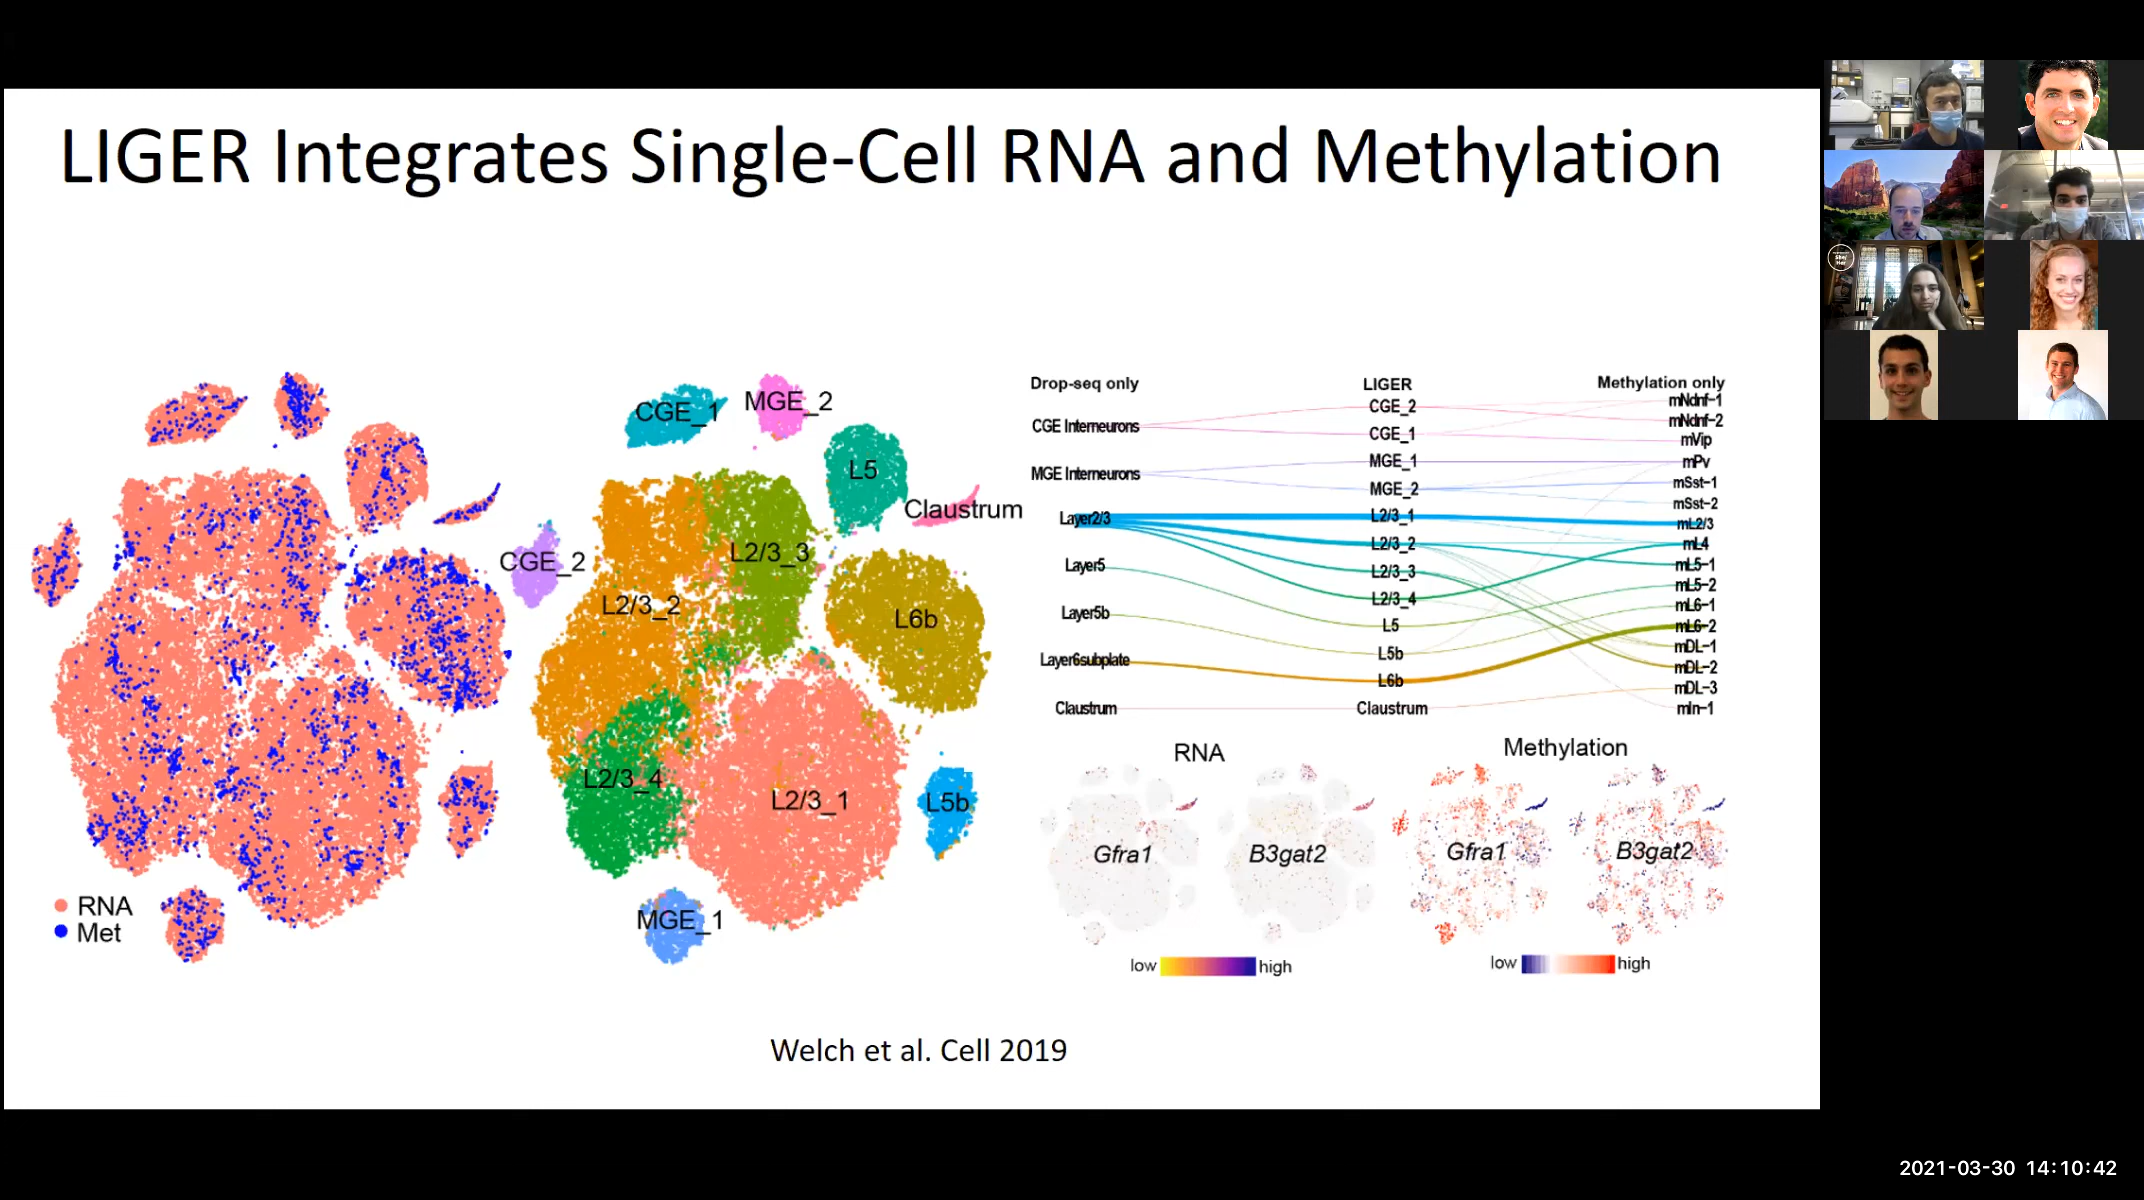 LIGER Integrates Single-Cell RNA and Methylation
RNA
Met
CGE_1
MGE_2
L5
Claustrum
CGE_2
L2/3_3
L2/3_2
L6b
L2/3_4
L2/3_1
L5b
MGE_1
Drop-seq only
CGE Interneurons
MGE Interneurons
Layer2/3
Layer5
Layer5b
Layer6subplate
Claustrum
LIGER
CGE_2
CGE_1
MGE_1
MGE_2
L2/3_1
L2/3_2
L2/3_3
L2/3_4
L5
L5b
L6b
Claustrum
Methylation only
mNdnf-1
mNdnf-2
mVip
mPv
mSst-1
mSst-2
mL2/3
mL4
mL5-1
mL5-2
mL6-1
mL6-2
mDL-1
mDL-2
mDL-3
mIn-1
RNA
Gfra1
B3gat2
low high
Methylation
Gfra1
B3gat2
low high
Welch et al. Cell 2019
She/
Her
2021-03-30 14:10:42